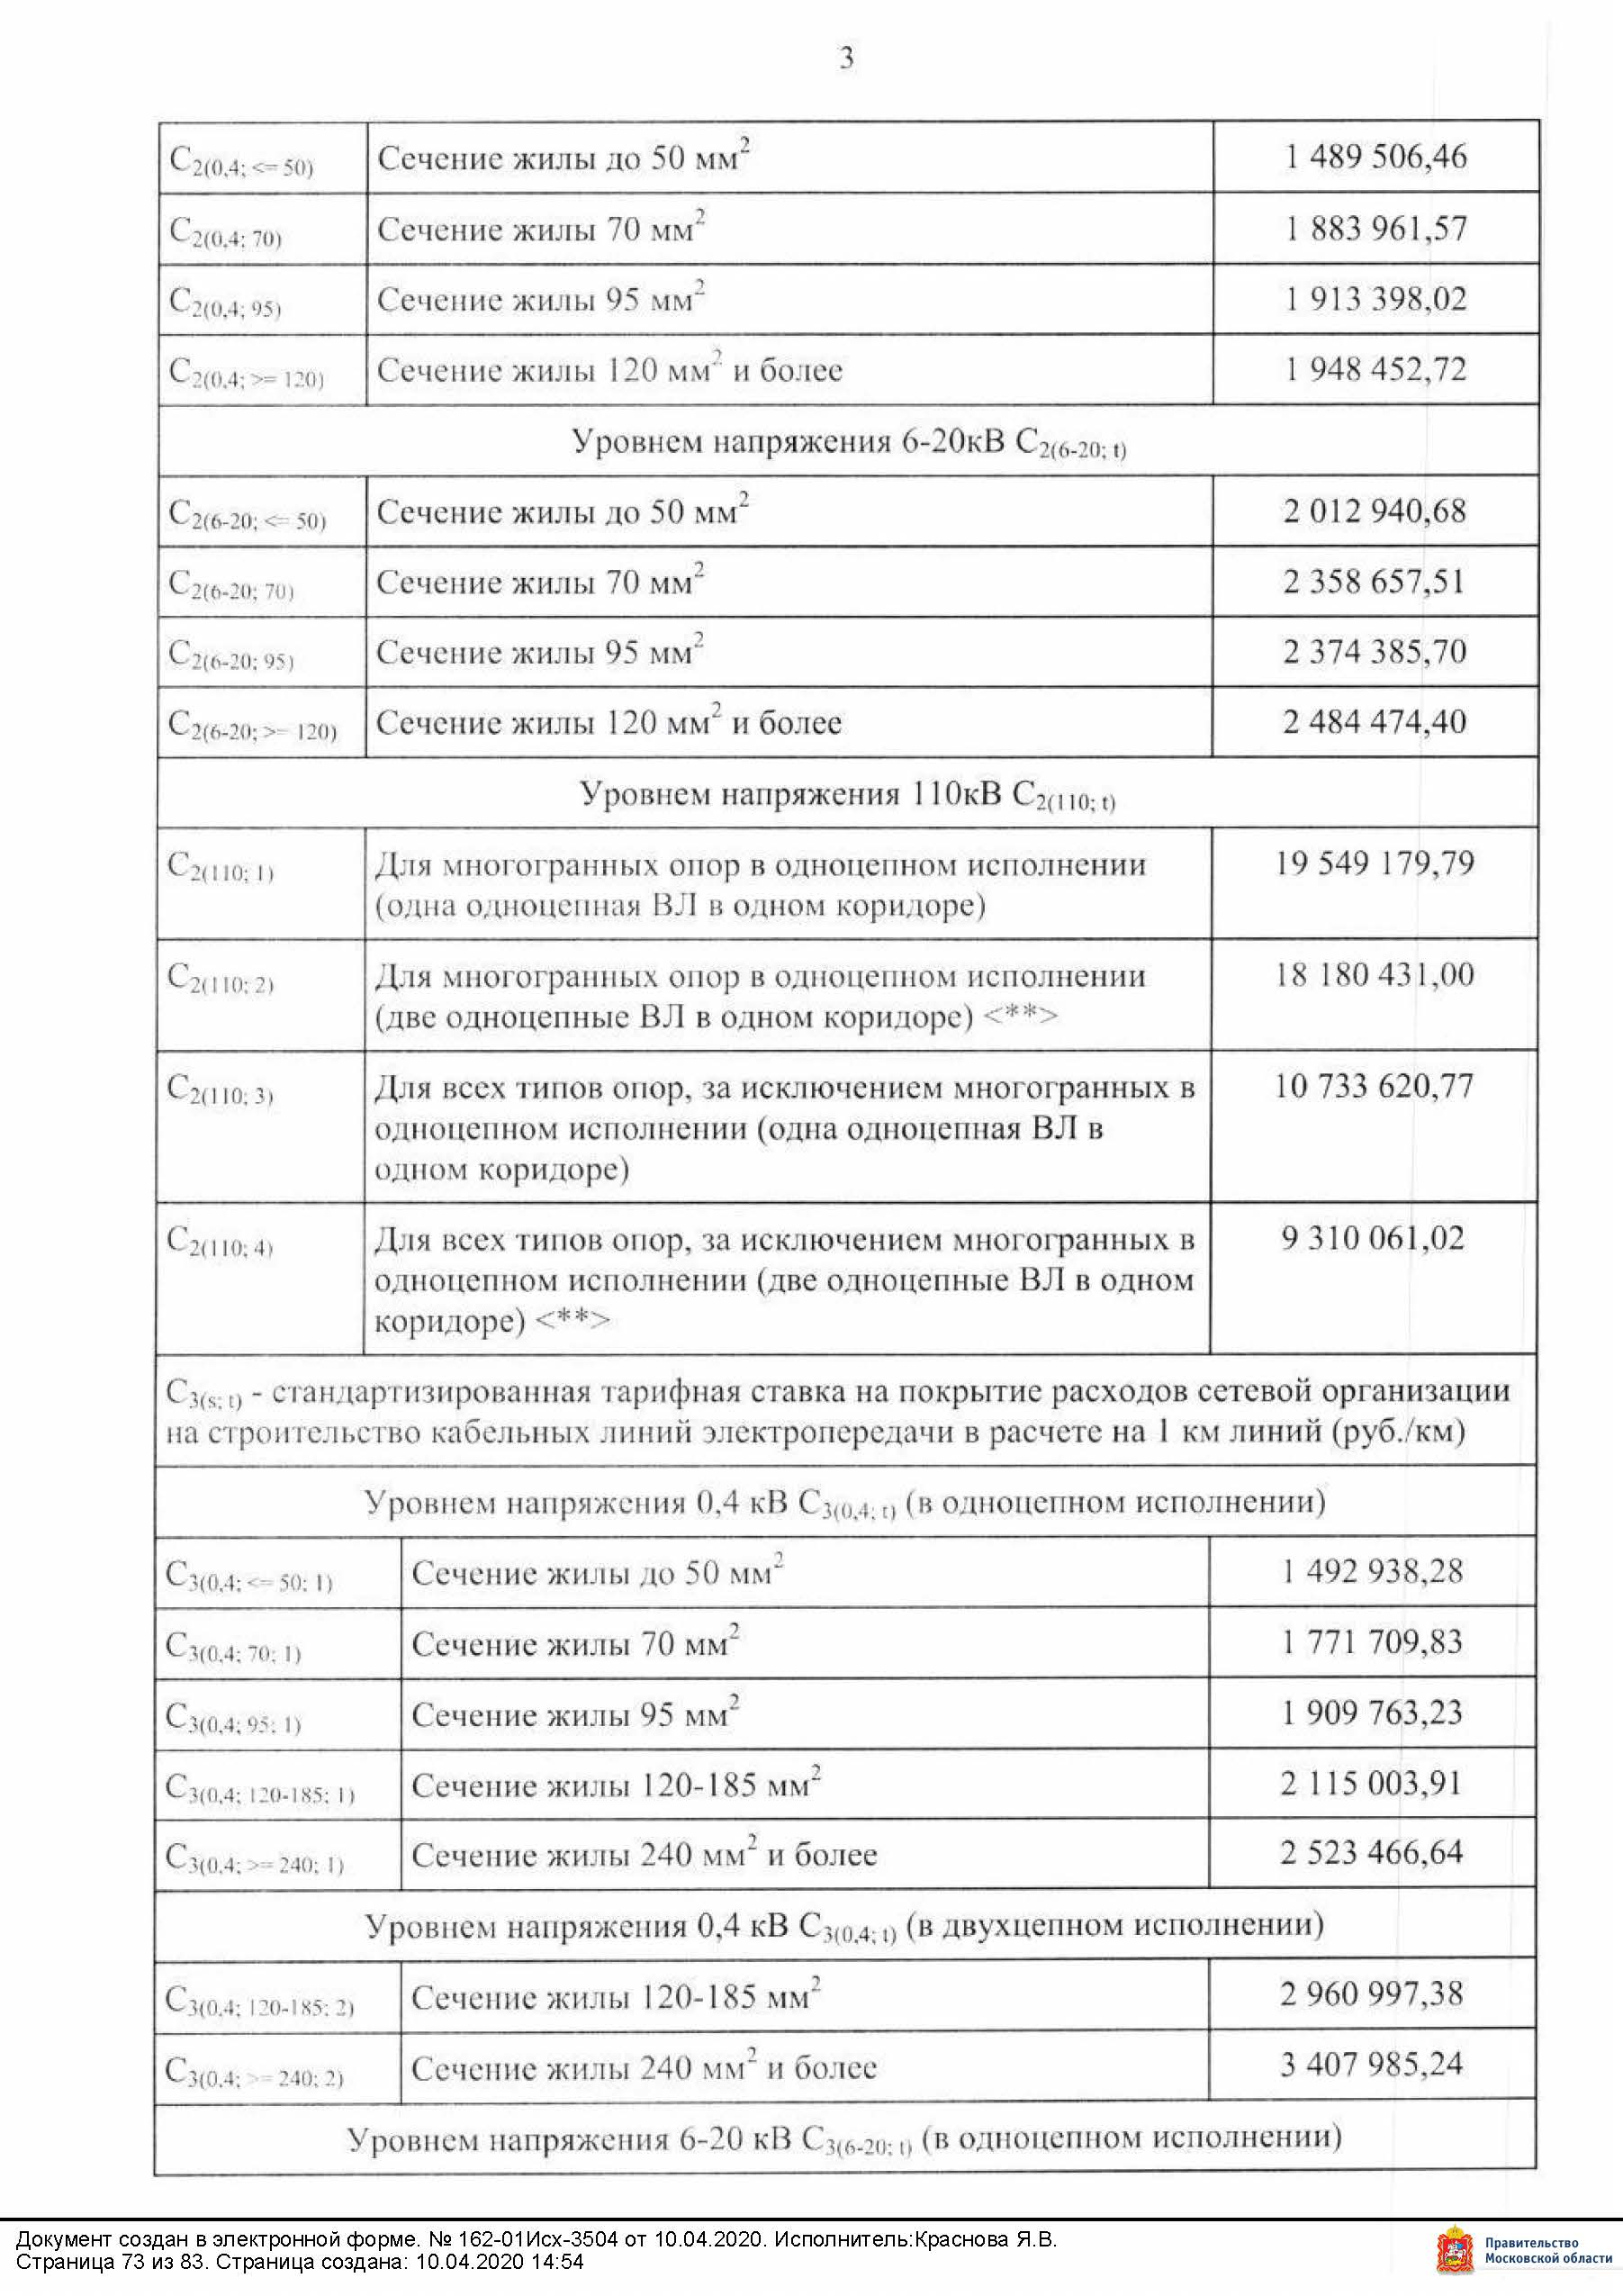 3
C2(0,4; <= 50) Сечение жилы до 50 мм2 1 489 506,46
C2(0,4; 70) Сечение жилы 70 мм2 1 883 961,57
C2(0,4; 95) Сечение жилы 95 мм2 1 913 398,02
C2(0,4; >= 120) Сечение жилы 120 мм2 и более 1 948 452,72
Уровнем напряжения 6-20кВ C2(6-20; t)
C2(6-20; <= 50) Сечение жилы до 50 мм2 2 012 940,68
C2(6-20; 70) Сечение жилы 70 мм2 2 358 657,51
C2(6-20; 95) Сечение жилы 95 мм2 2 374 385,70
C2(6-20; >= 120) Сечение жилы 120 мм2 и более 2 484 474,40
Уровнем напряжения 110кВ C2(110; t)
C2(110; 1) Для многогранных опор в одноцепном исполнении 19 549 179,79
(одна одноцепная ВЛ в одном коридоре)
C2(110; 2) Для многогранных опор в одноцепном исполнении 18 180 431,00
(две одноцепные ВЛ в одном коридоре) <**>
C2(110; 3) Для всех типов опор, за исключением многогранных в 10 733 620,77
одноцепном исполнении (одна одноцепная ВЛ в
одном коридоре)
C2(110; 4) Для всех типов опор, за исключением многогранных в 9 310 061,02
одноцепном исполнении (две одноцепные ВЛ в одном
коридоре) <**>
C3(s; t) - стандартизированная тарифная ставка на покрытие расходов сетевой организации
на строительство кабельных линий электропередачи в расчете на 1 км линий (руб./км)
Уровнем напряжения 0,4 кВ C3(0,4; t) (в одноцепном исполнении)
C3(0,4; <= 50; 1) Сечение жилы до 50 мм2 1 492 938,28
C3(0,4; 70; 1) Сечение жилы 70 мм2 1 771 709,83
C3(0,4; 95; 1) Сечение жилы 95 мм2 1 909 763,23
C3(0,4; 120-185; 1) Сечение жилы 120-185 мм2 2 115 003,91
C3(0,4; >= 240; 1) Сечение жилы 240 мм2 и более 2 523 466,64
Уровнем напряжения 0,4 кВ C3(0,4; t) (в двухцепном исполнении)
C3(0,4; 120-185; 2) Сечение жилы 120-185 мм2 2 960 997,38
C3(0,4; >= 240; 2) Сечение жилы 240 мм2 и более 3 407 985,24
Уровнем напряжения 6-20 кВ C3(6-20; t) (в одноцепном исполнении)
Документ создан в электронной форме. № 162-01Исх-3504 от 10.04.2020. Исполнитель:Краснова Я.В.
Страница 73 из 83. Страница создана: 10.04.2020 14:54
Правительство
Московской области